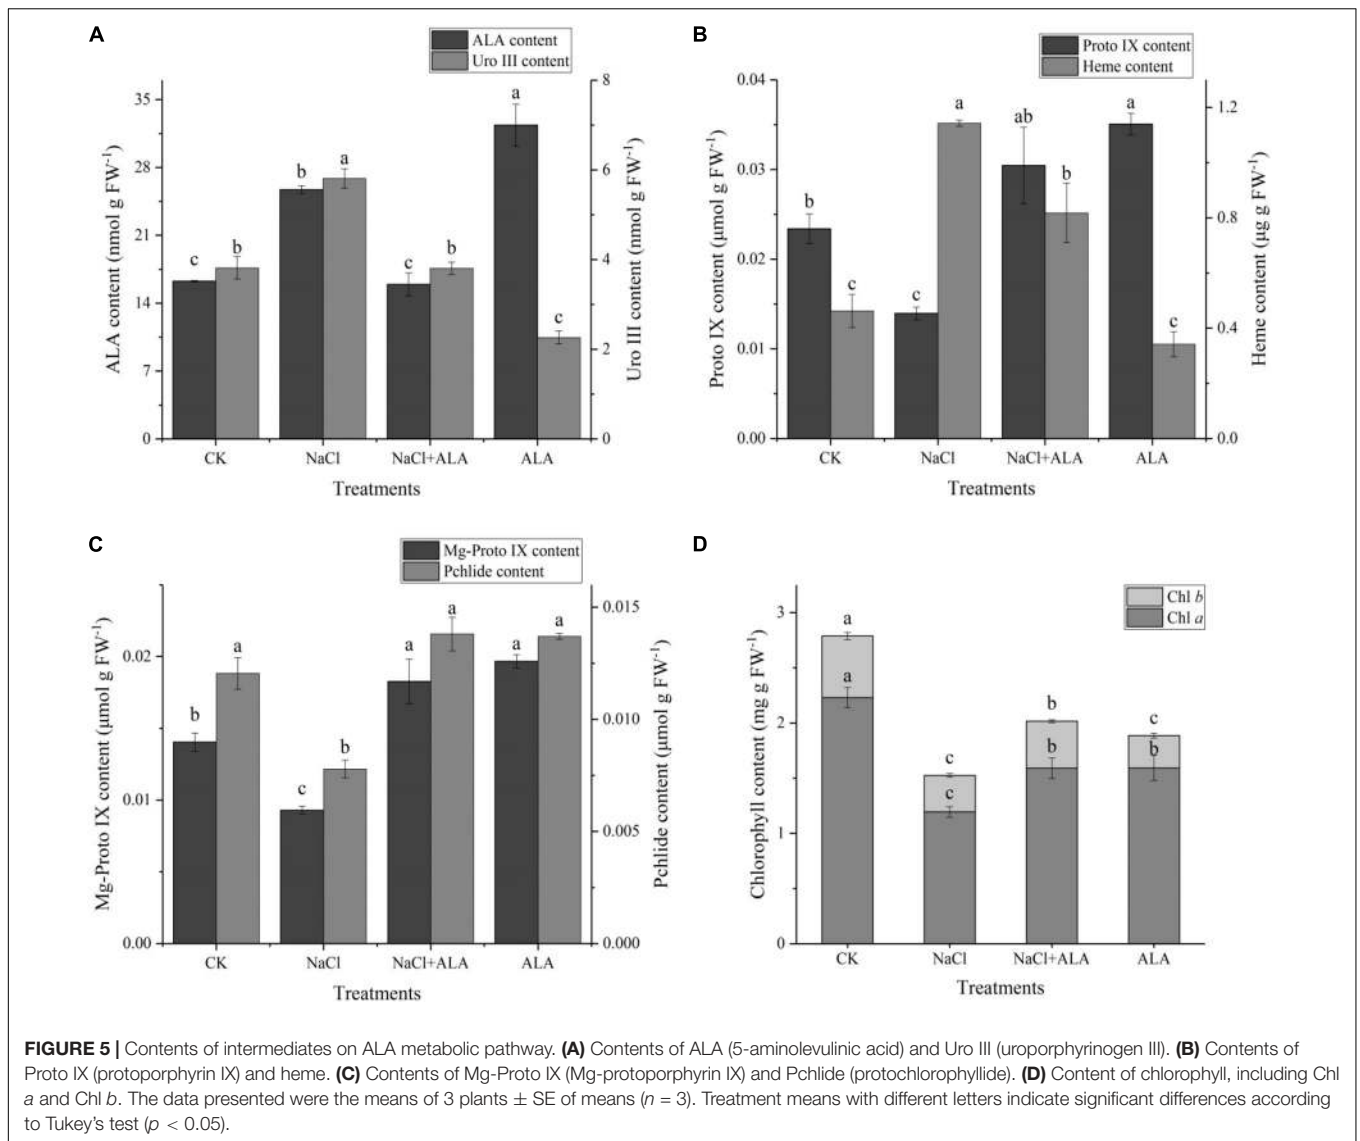 A
ALA content
Uro III content
ALA content (nmol g FW⁻¹)
35
28
21
14
7
0
8
6
4
2
0
Uro III content (nmol g FW⁻¹)
c b
b a
c b
a c
CK NaCl NaCl+ALA ALA
Treatments
B
Proto IX content
Heme content
Proto IX content (μmol g FW⁻¹)
0.04
0.03
0.02
0.01
0.00
1.2
0.8
0.4
0.0
Heme content (μg g FW⁻¹)
b c
c a
ab b
a c
CK NaCl NaCl+ALA ALA
Treatments
C
Mg-Proto IX content
Pchlide content
Mg-Proto IX content (μmol g FW⁻¹)
0.02
0.01
0.00
0.015
0.010
0.005
0.000
Pchlide content (μmol g FW⁻¹)
b a
c b
a a
a a
CK NaCl NaCl+ALA ALA
Treatments
D
Chl b
Chl a
Chlorophyll content (mg g FW⁻¹)
3
2
1
0
a
a
c
c
b
b
c
b
CK NaCl NaCl+ALA ALA
Treatments
FIGURE 5 | Contents of intermediates on ALA metabolic pathway. (A) Contents of ALA (5-aminolevulinic acid) and Uro III (uroporphyrinogen III). (B) Contents of
Proto IX (protoporphyrin IX) and heme. (C) Contents of Mg-Proto IX (Mg-protoporphyrin IX) and Pchlide (protochlorophyllide). (D) Content of chlorophyll, including Chl
a and Chl b. The data presented were the means of 3 plants ± SE of means (n = 3). Treatment means with different letters indicate significant differences according
to Tukey's test (p < 0.05).